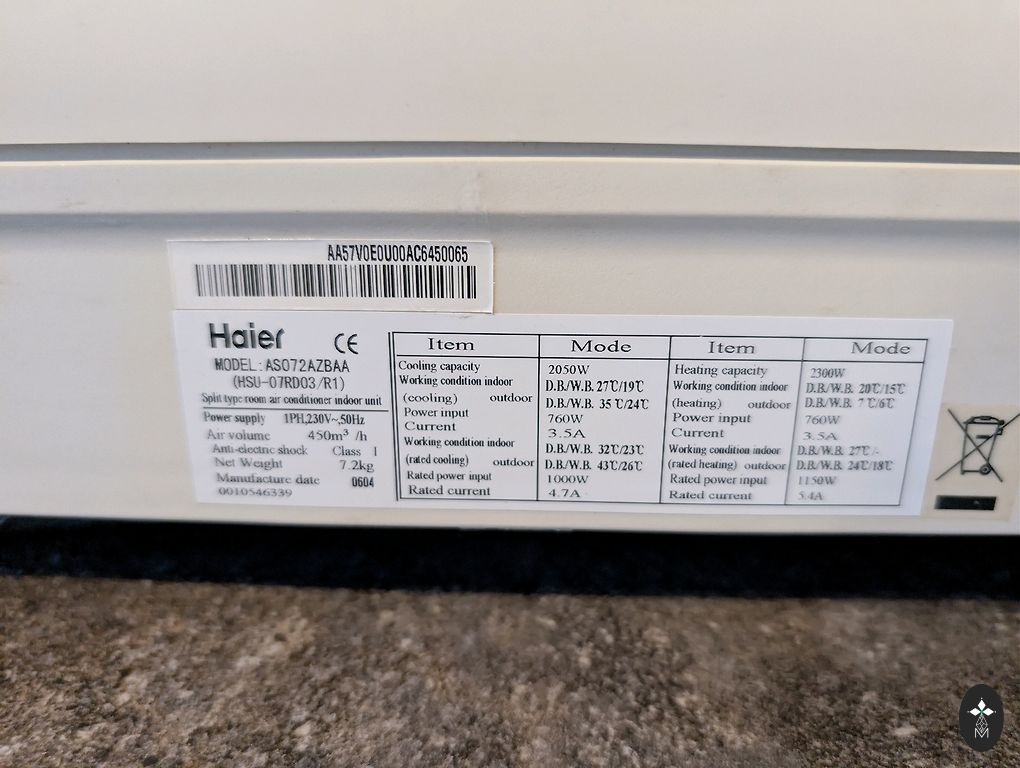 AA57V0E0U00AC6450065
Haier CE
MODEL: AS072AZBAA
(HSU-07RD03/R1)
Split type room air conditioner indoor unit
Power supply 1PH,230V~,50Hz
Air volume 450m³ /h
Anti-electric shock Class I
Net Weight 7.2kg
Manufacture date 0604
0010546339
Item Mode
Cooling capacity 2050W
Working condition indoor D.B./W.B. 27℃/19℃
(cooling) outdoor D.B./W.B. 35℃/24℃
Power input 760W
Current 3.5A
Working condition indoor D.B./W.B. 32℃/23℃
(rated cooling) outdoor D.B./W.B. 43℃/26℃
Rated power input 1000W
Rated current 4.7A
Item Mode
Heating capacity 2300W
Working condition indoor D.B./W.B. 20℃/15℃
(heating) outdoor D.B./W.B. 7℃/6℃
Power input 760W
Current 3.5A
Working condition indoor D.B./W.B. 27℃/-
(rated heating) outdoor D.B./W.B. 24℃/18℃
Rated power input 1150W
Rated current 5.4A
M